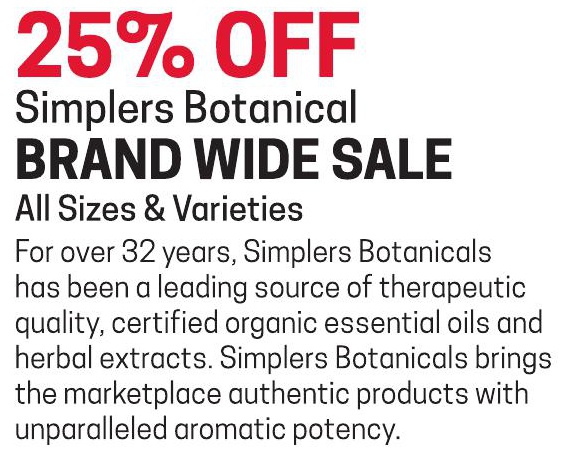 25% OFF
Simplers Botanical
BRAND WIDE SALE
All Sizes & Varieties
For over 32 years, Simplers Botanicals
has been a leading source of therapeutic
quality, certified organic essential oils and
herbal extracts. Simplers Botanicals brings
the marketplace authentic products with
unparalleled aromatic potency.